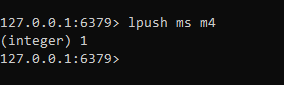 127.0.0.1:6379> lpush ms m4
(integer) 1
127.0.0.1:6379>